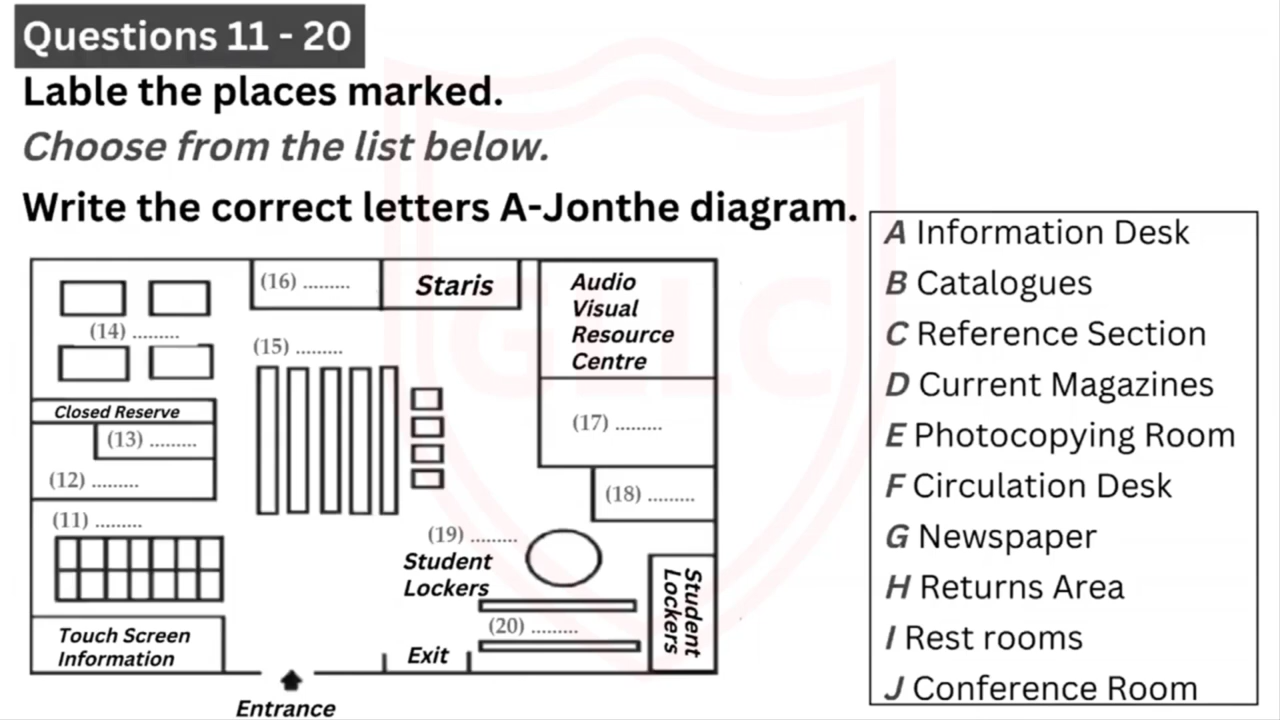 Questions 11 - 20
Lable the places marked.
Choose from the list below.
Write the correct letters A-Jonthe diagram.
A Information Desk
B Catalogues
C Reference Section
D Current Magazines
E Photocopying Room
F Circulation Desk
G Newspaper
H Returns Area
I Rest rooms
J Conference Room
(16) .........
Staris
Audio
Visual
Resource
Centre
(14) .........
(15) .........
Closed Reserve
(13) .........
(17) .........
(12) .........
(18) .........
(11) .........
(19) .........
Student
Lockers
Student
Lockers
(20) .........
Touch Screen
Information
Exit
Entrance
GLC